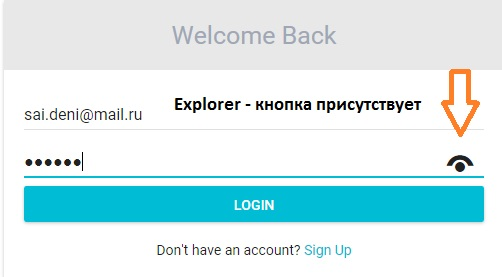 Welcome Back
Explorer - кнопка присутствует
sai.deni@mail.ru
••••••
LOGIN
Don't have an account? Sign Up